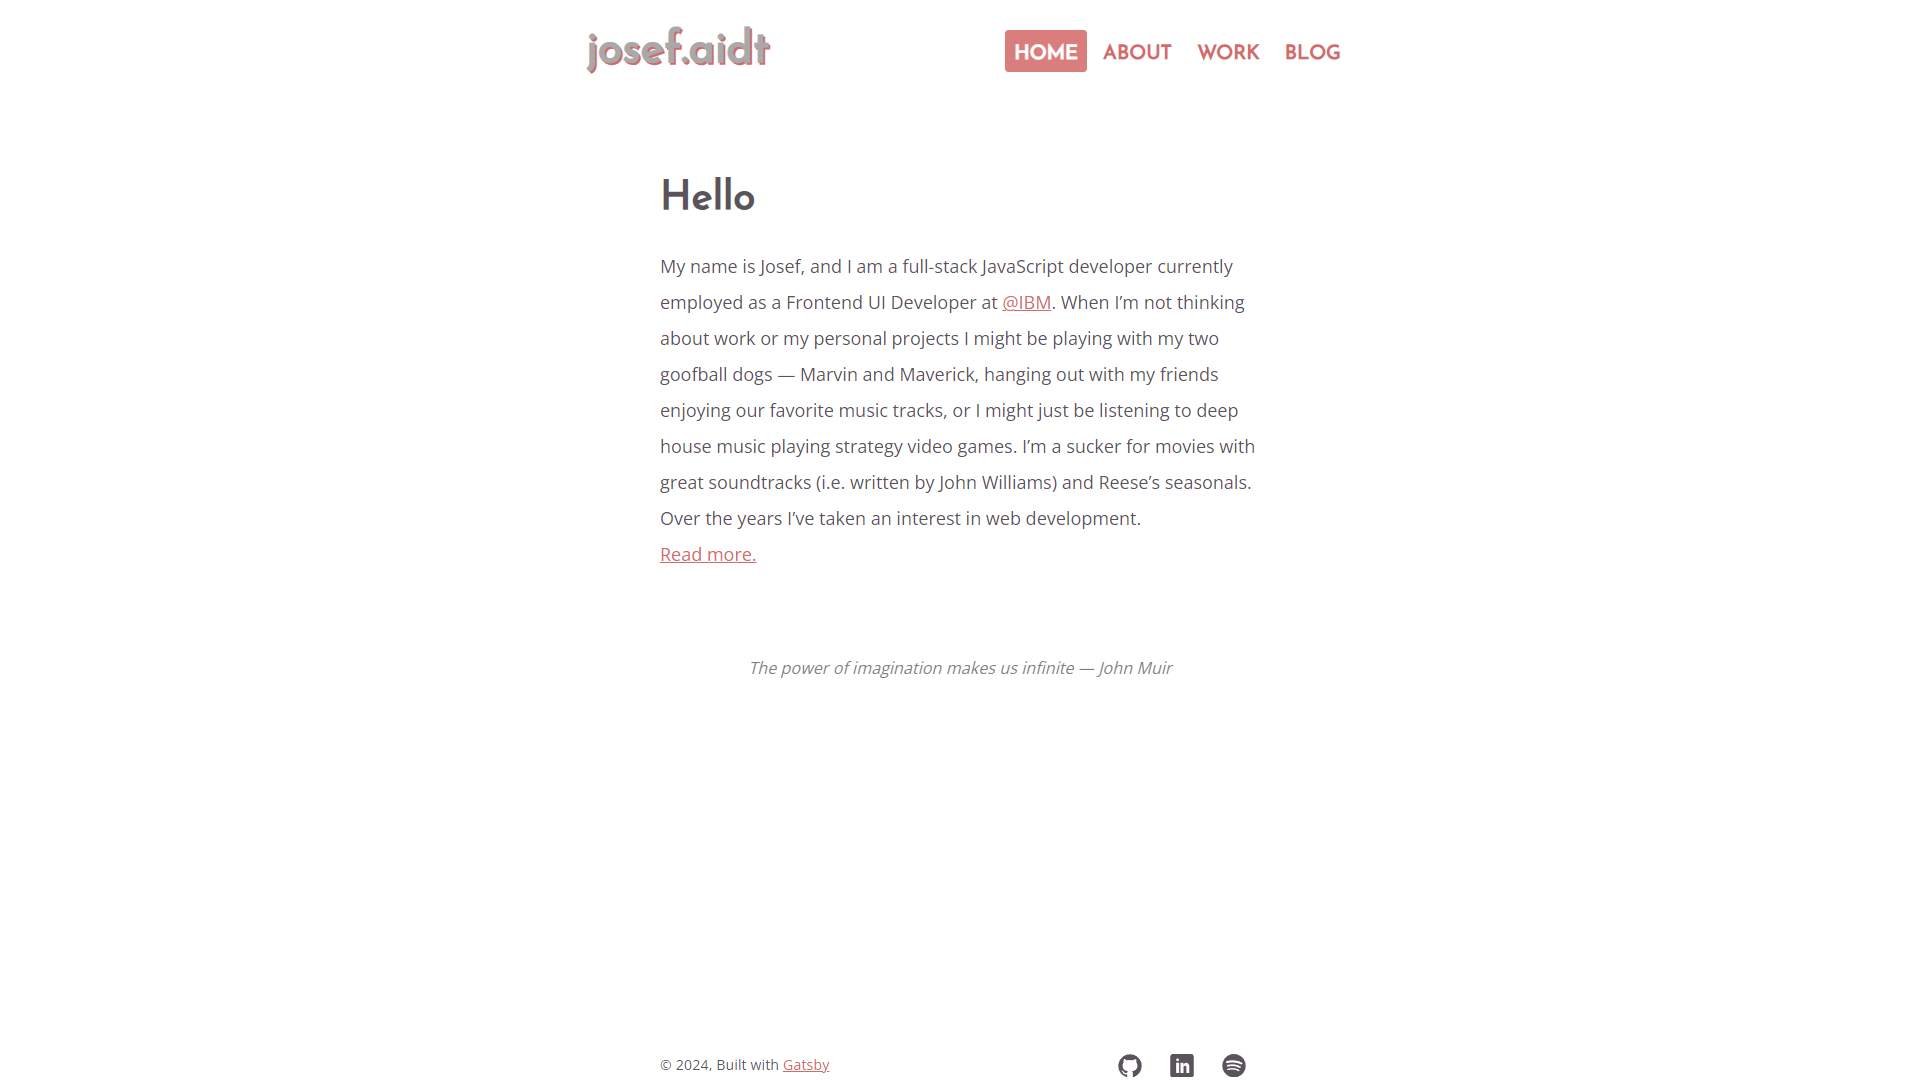 josef.aidt
HOME ABOUT WORK BLOG
Hello
My name is Josef, and I am a full-stack JavaScript developer currently
employed as a Frontend UI Developer at @IBM. When I’m not thinking
about work or my personal projects I might be playing with my two
goofball dogs — Marvin and Maverick, hanging out with my friends
enjoying our favorite music tracks, or I might just be listening to deep
house music playing strategy video games. I’m a sucker for movies with
great soundtracks (i.e. written by John Williams) and Reese’s seasonals.
Over the years I’ve taken an interest in web development.
Read more.
The power of imagination makes us infinite — John Muir
© 2024, Built with Gatsby
in